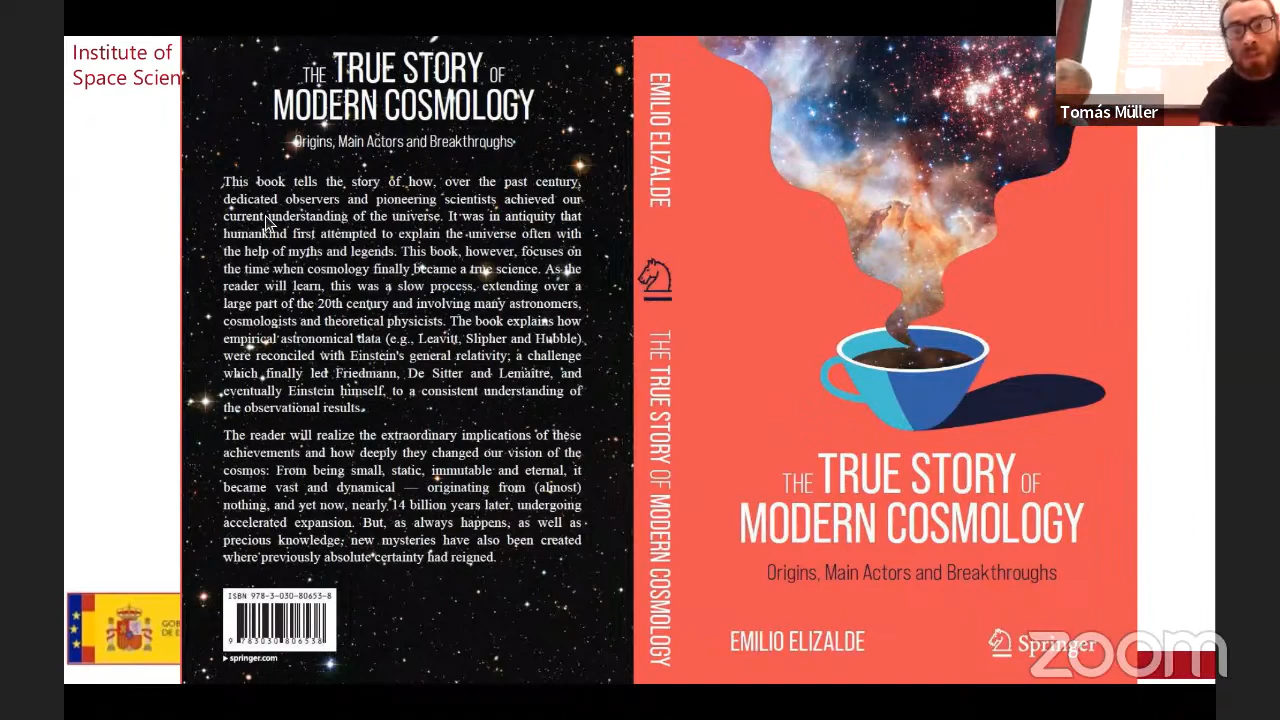 Institute of
Space Scien
THE TRUE STORY OF
MODERN COSMOLOGY
Origins, Main Actors and Breakthroughs
This book tells the story of how, over the past century,
dedicated observers and pioneering scientists achieved our
current understanding of the universe. It was in antiquity that
humankind first attempted to explain the universe often with
the help of myths and legends. This book, however, focuses on
the time when cosmology finally became a true science. As the
reader will learn, this was a slow process, extending over a
large part of the 20th century and involving many astronomers,
cosmologists and theoretical physicists. The book explains how
empirical astronomical data (e.g., Leavitt, Slipher and Hubble)
were reconciled with Einstein's general relativity; a challenge
which finally led Friedmann, De Sitter and Lemaître, and
eventually Einstein himself, to a consistent understanding of
the observational results.
The reader will realize the extraordinary implications of these
achievements and how deeply they changed our vision of the
cosmos: From being small, static, immutable and eternal, it
became vast and dynamical — originating from (almost)
nothing, and yet now, nearly 14 billion years later, undergoing
accelerated expansion. But, as always happens, as well as
precious knowledge, new mysteries have also been created
where previously absolute certainty had reigned.
ISBN 978-3-030-80653-8
9 783030 806538
springer.com
GOB
DE E
EMILIO ELIZALDE
THE TRUE STORY OF MODERN COSMOLOGY
THE TRUE STORY OF
MODERN COSMOLOGY
Origins, Main Actors and Breakthroughs
EMILIO ELIZALDE
Springer
Tomás Müller
zoom